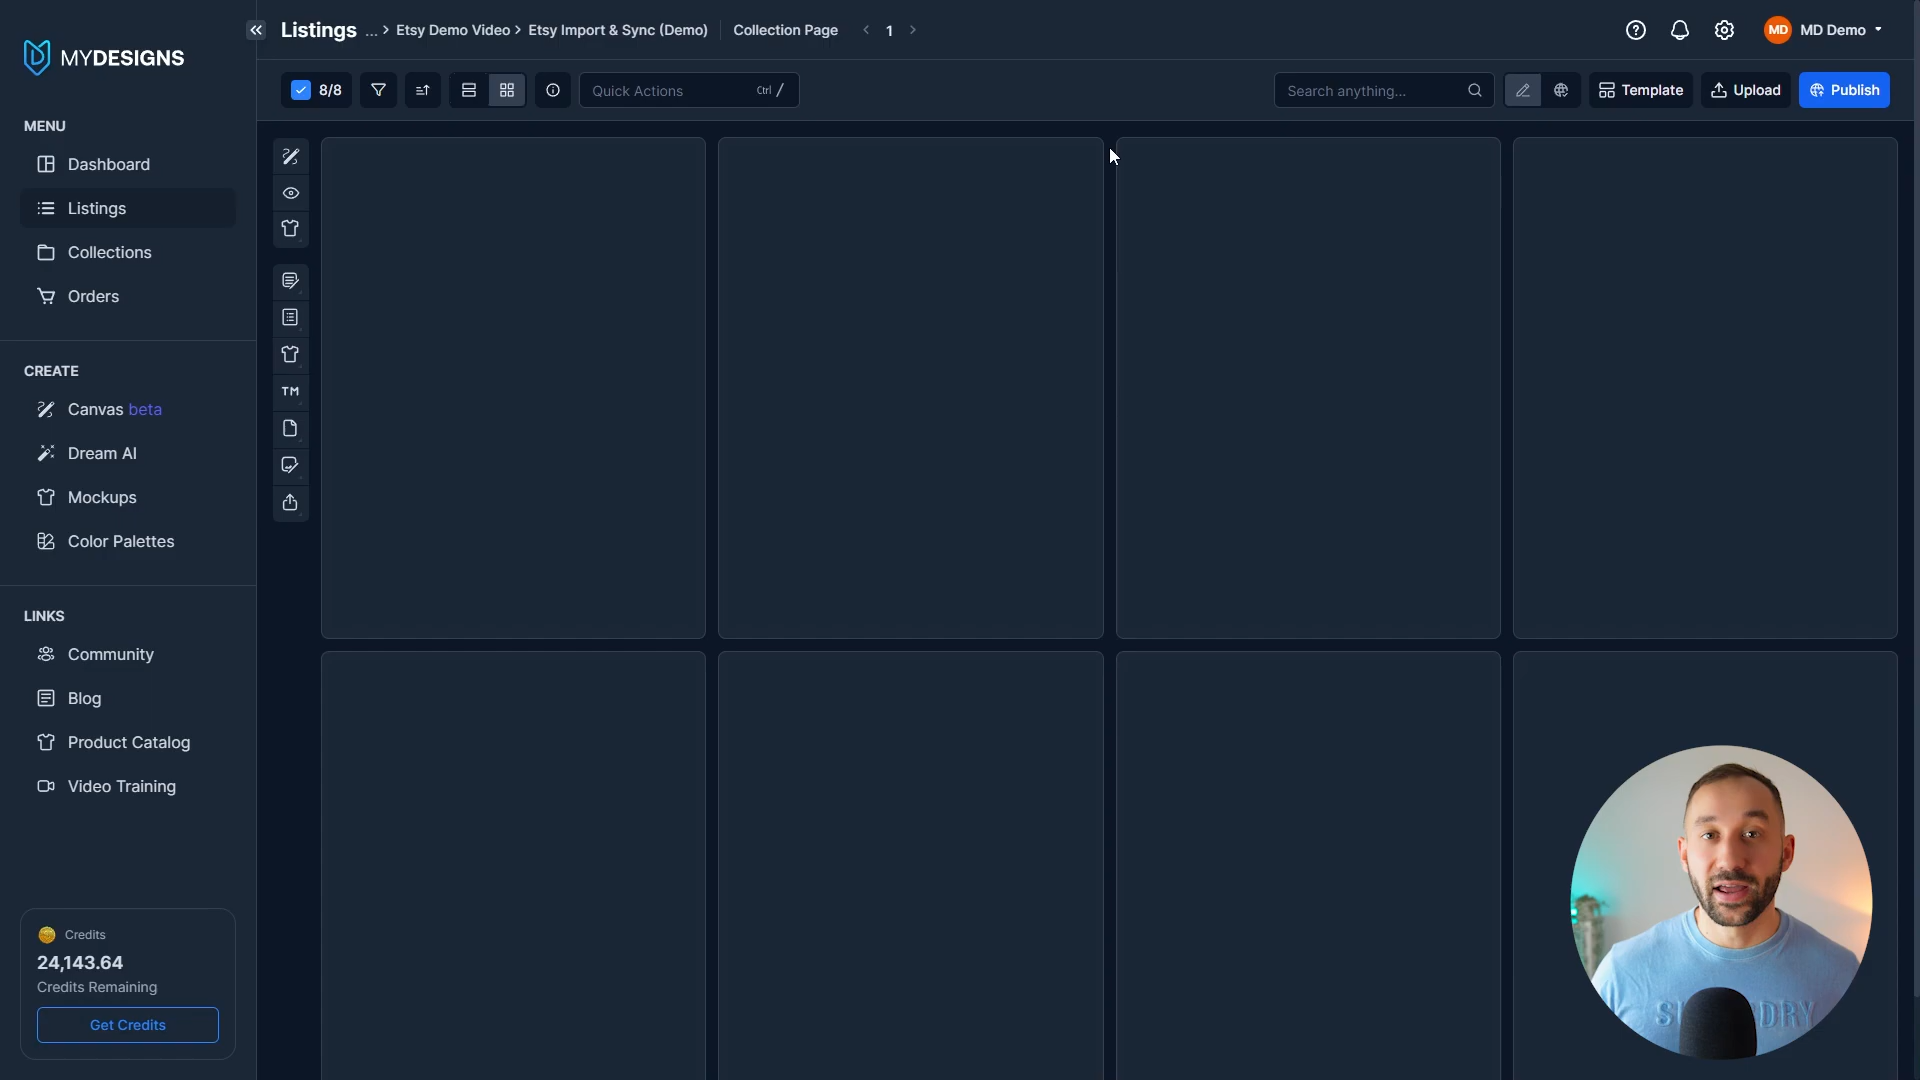 MYDESIGNS
MENU
Dashboard
Listings
Collections
Orders
CREATE
Canvas beta
Dream AI
Mockups
Color Palettes
LINKS
Community
Blog
Product Catalog
Video Training
Credits
24,143.64
Credits Remaining
Get Credits
Listings ... > Etsy Demo Video > Etsy Import & Sync (Demo) Collection Page < 1 >
MD MD Demo
8/8 Quick Actions Ctrl / Search anything... Template Upload Publish
TM